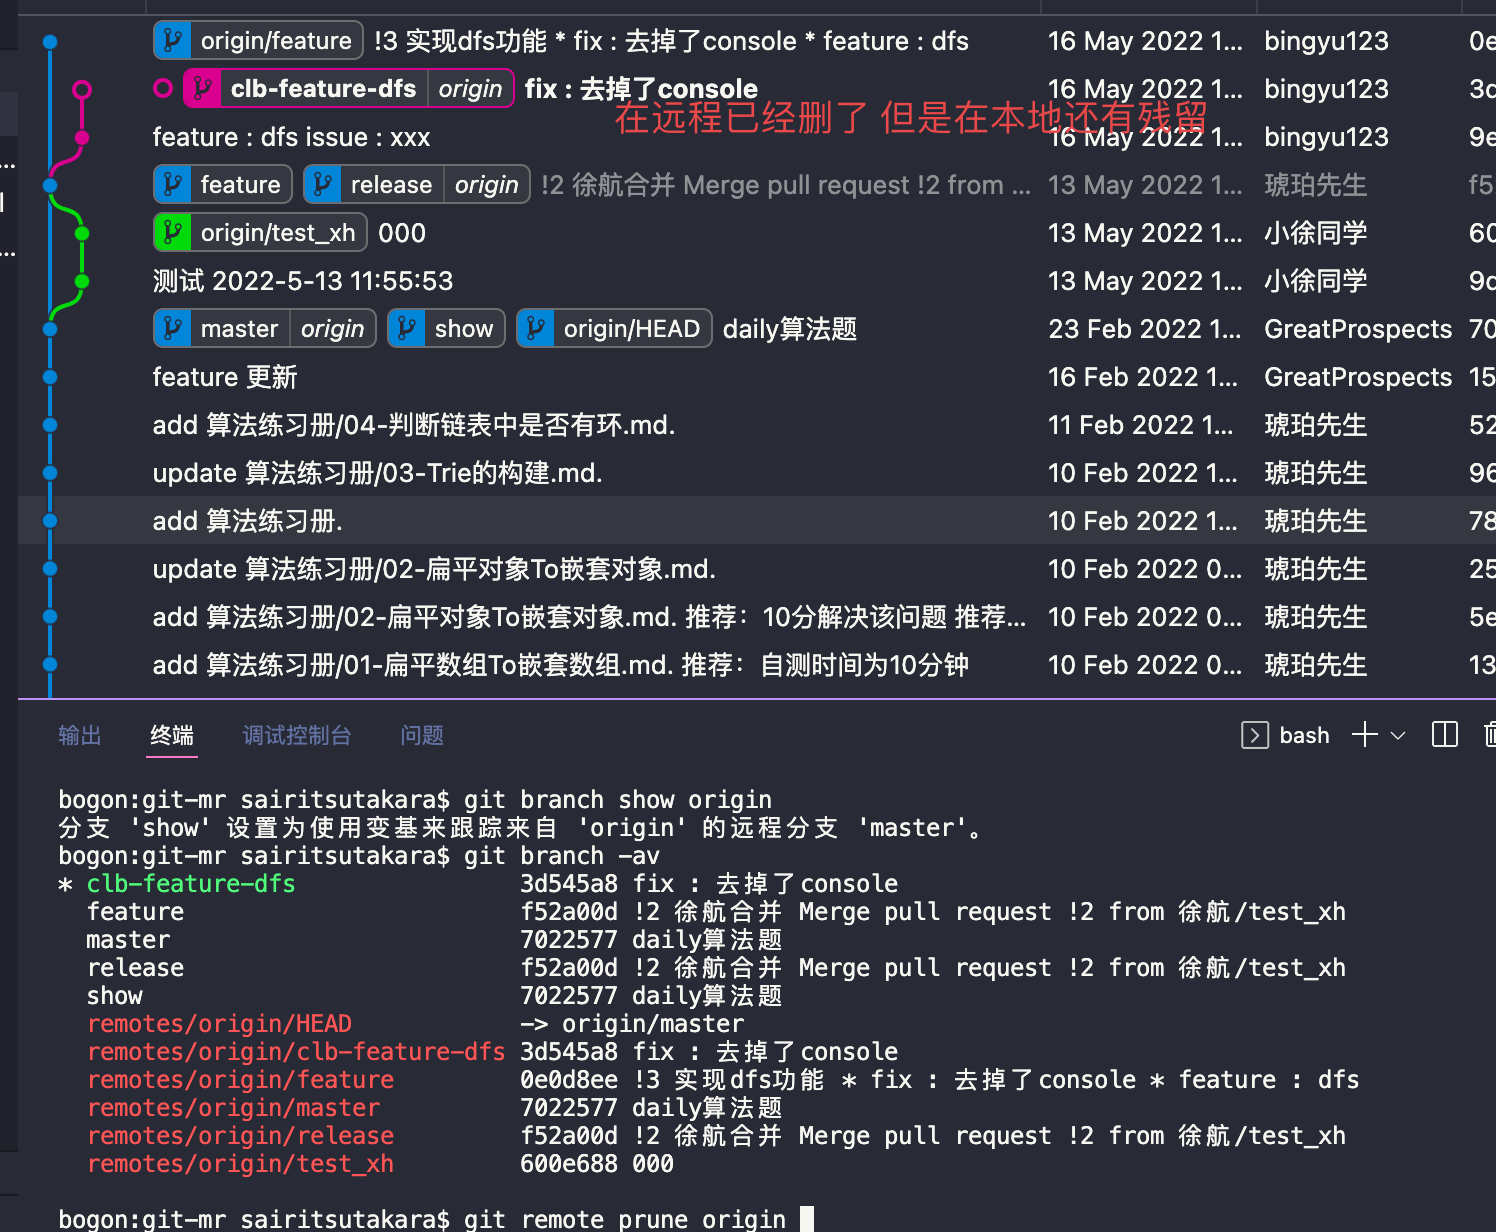 origin/feature !3 实现dfs功能 * fix : 去掉了console * feature : dfs 16 May 2022 1... bingyu123 0e
clb-feature-dfs origin fix : 去掉了console 16 May 2022 1... bingyu123 3d
在远程已经删了 但是在本地还有残留
feature : dfs issue : xxx 16 May 2022 1... bingyu123 9e
feature release origin !2 徐航合并 Merge pull request !2 from ... 13 May 2022 1... 琥珀先生 f5
origin/test_xh 000 13 May 2022 1... 小徐同学 60
测试 2022-5-13 11:55:53 13 May 2022 1... 小徐同学 9d
master origin show origin/HEAD daily算法题 23 Feb 2022 1... GreatProspects 70
feature 更新 16 Feb 2022 1... GreatProspects 15
add 算法练习册/04-判断链表中是否有环.md. 11 Feb 2022 1... 琥珀先生 52
update 算法练习册/03-Trie的构建.md. 10 Feb 2022 1... 琥珀先生 96
add 算法练习册. 10 Feb 2022 1... 琥珀先生 78
update 算法练习册/02-扁平对象To嵌套对象.md. 10 Feb 2022 0... 琥珀先生 25
add 算法练习册/02-扁平对象To嵌套对象.md. 推荐：10分解决该问题 推荐... 10 Feb 2022 0... 琥珀先生 5e
add 算法练习册/01-扁平数组To嵌套数组.md. 推荐：自测时间为10分钟 10 Feb 2022 0... 琥珀先生 13
输出 终端 调试控制台 问题 bash
bogon:git-mr sairitsutakara$ git branch show origin
分支 'show' 设置为使用变基来跟踪来自 'origin' 的远程分支 'master'。
bogon:git-mr sairitsutakara$ git branch -av
* clb-feature-dfs 3d545a8 fix : 去掉了console
feature f52a00d !2 徐航合并 Merge pull request !2 from 徐航/test_xh
master 7022577 daily算法题
release f52a00d !2 徐航合并 Merge pull request !2 from 徐航/test_xh
show 7022577 daily算法题
remotes/origin/HEAD -> origin/master
remotes/origin/clb-feature-dfs 3d545a8 fix : 去掉了console
remotes/origin/feature 0e0d8ee !3 实现dfs功能 * fix : 去掉了console * feature : dfs
remotes/origin/master 7022577 daily算法题
remotes/origin/release f52a00d !2 徐航合并 Merge pull request !2 from 徐航/test_xh
remotes/origin/test_xh 600e688 000
bogon:git-mr sairitsutakara$ git remote prune origin